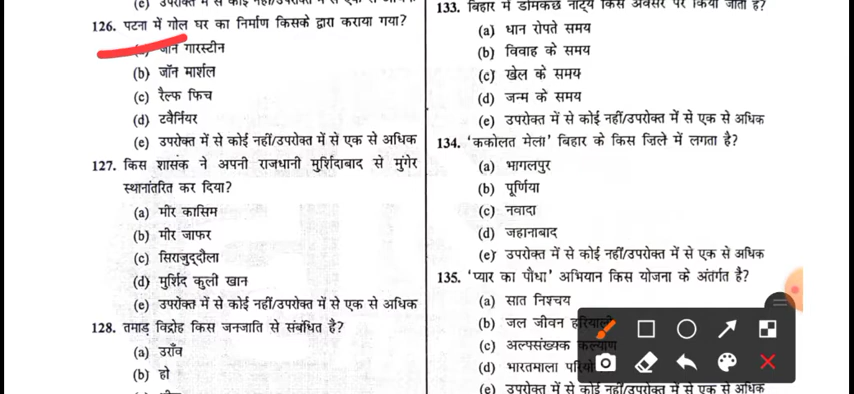 126. पटना में गोल घर का निर्माण किसके द्वारा कराया गया?
जॉन गारस्टीन
(b) जॉन मार्शल
(c) रैल्फ फिच
(d) टवैर्नियर
(e) उपरोक्त में से कोई नहीं/उपरोक्त में से एक से अधिक
127. किस शासक ने अपनी राजधानी मुर्शिदाबाद से मुंगेर
स्थानांतरित कर दिया?
(a) मीर कासिम
(b) मीर जाफर
(c) सिराजुद्दौला
(d) मुर्शिद कुली खान
(e) उपरोक्त में से कोई नहीं/उपरोक्त में से एक से अधिक
128. तमाड़ विद्रोह किस जनजाति से संबंधित है?
(a) उराँव
(b) हो
133. बिहार में डोमकछ नाट्य किस अवसर पर किया जाता है?
(a) धान रोपते समय
(b) विवाह के समय
(c) खेल के समय
(d) जन्म के समय
(e) उपरोक्त में से कोई नहीं/उपरोक्त में से एक से अधिक
134. 'ककोलत मेला' बिहार के किस ज़िले में लगता है?
(a) भागलपुर
(b) पूर्णिया
(c) नवादा
(d) जहानाबाद
(e) उपरोक्त में से कोई नहीं/उपरोक्त में से एक से अधिक
135. 'प्यार का पौधा' अभियान किस योजना के अंतर्गत है?
(a) सात निश्चय
(b) जल जीवन हरियाली
(c) अल्पसंख्यक कल्याण
(d) भारतमाला
(e) उपरोक्त में से कोई नहीं/उपरोक्त में से एक से अधिक